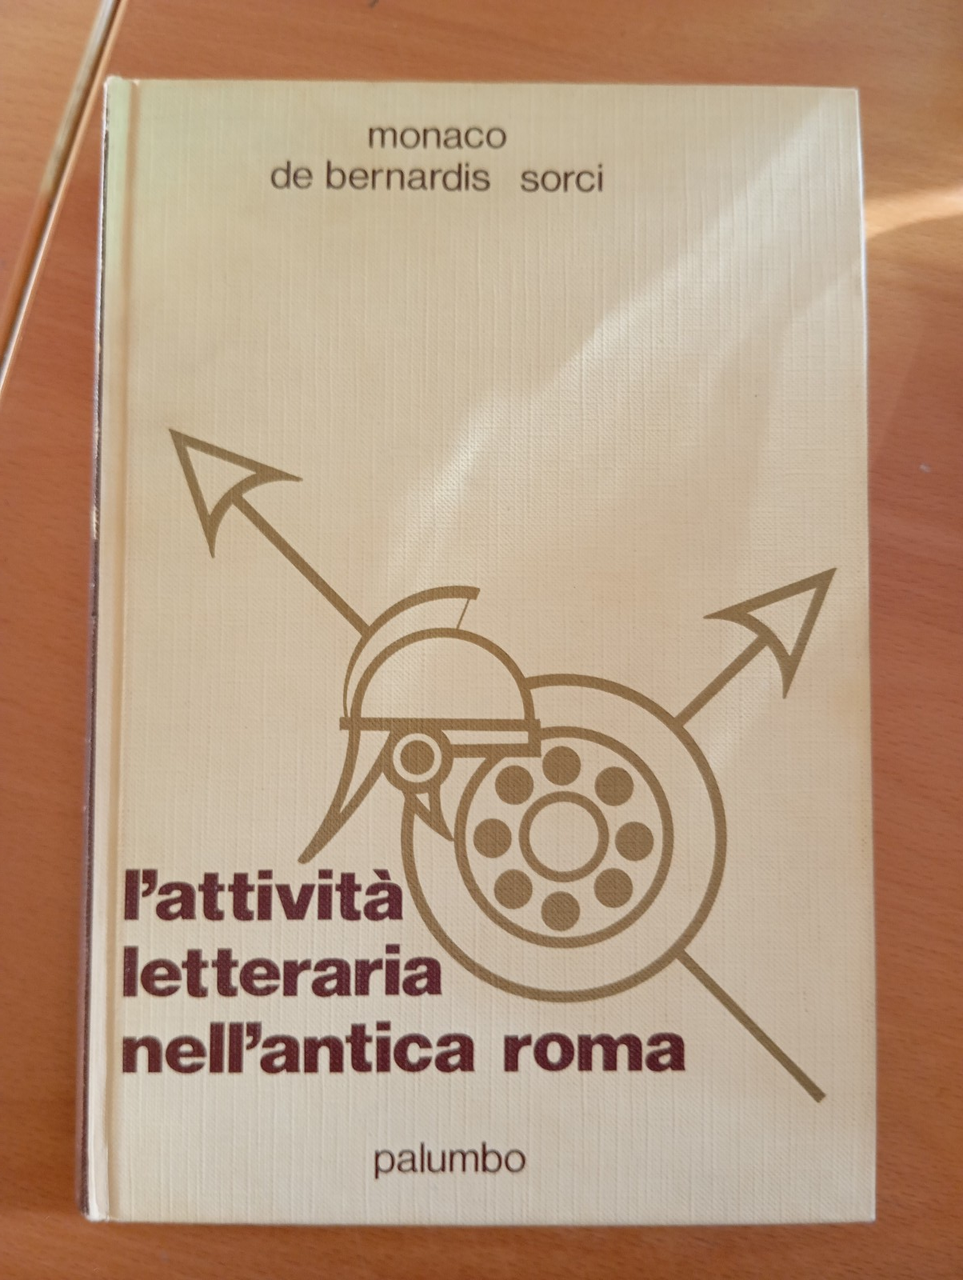 monaco
de bernardis sorci
l'attività
letteraria
nell'antica roma
palumbo